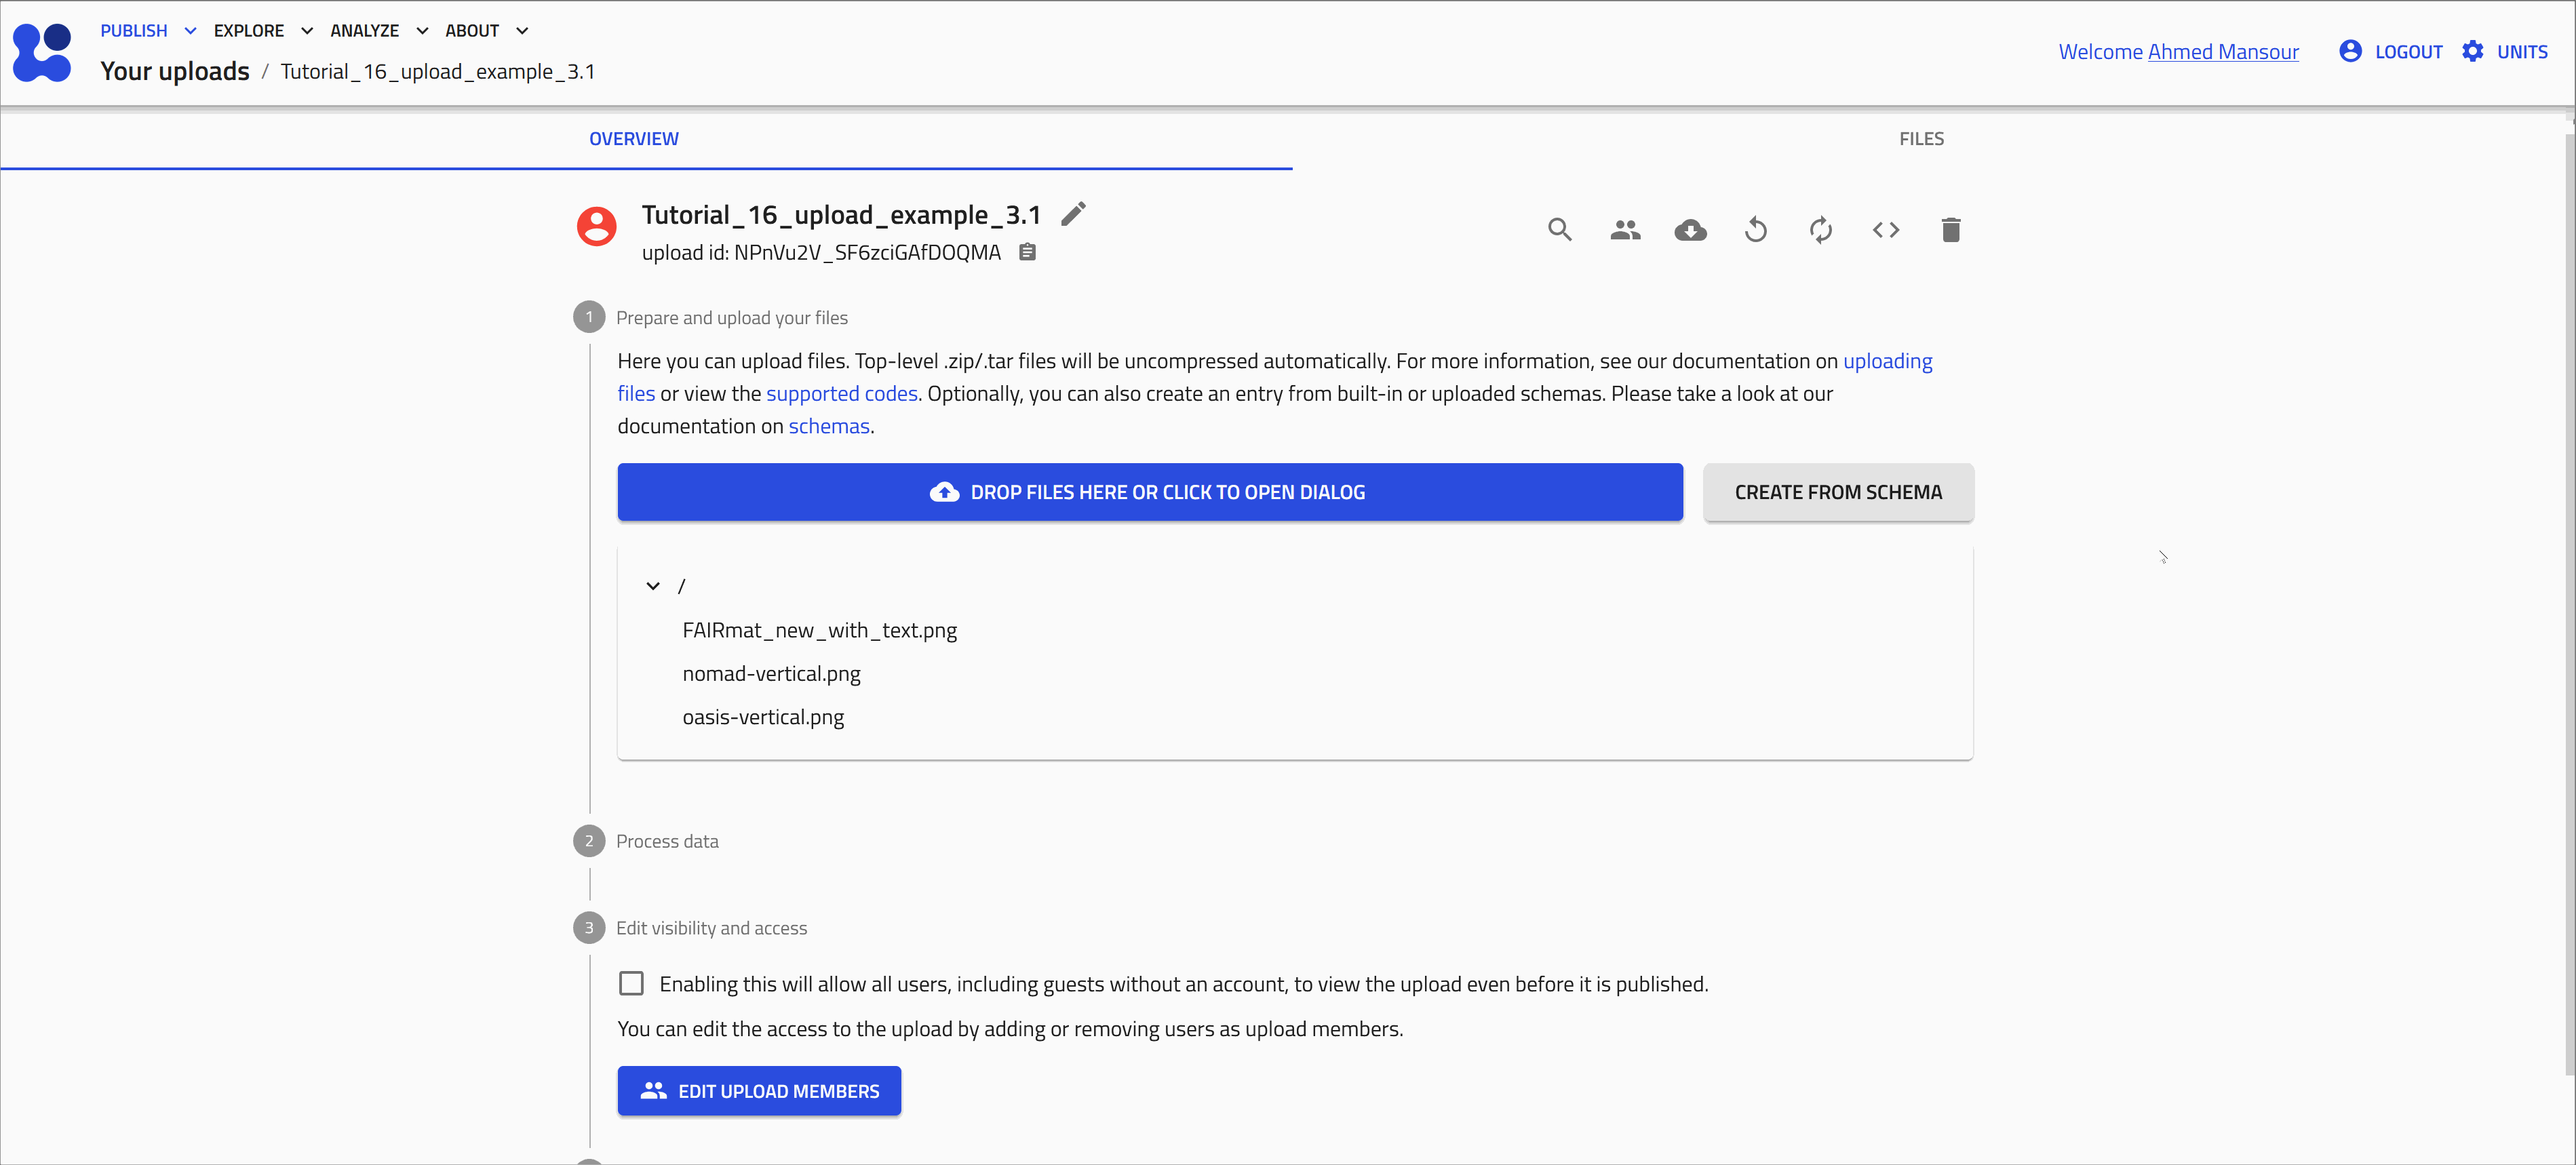 PUBLISH EXPLORE ANALYZE ABOUT
Your uploads / Tutorial_16_upload_example_3.1
Welcome Ahmed Mansour LOGOUT UNITS
OVERVIEW FILES
Tutorial_16_upload_example_3.1
upload id: NPnVu2V_SF6zciGAfDOQMA
1 Prepare and upload your files
Here you can upload files. Top-level .zip/.tar files will be uncompressed automatically. For more information, see our documentation on uploading
files or view the supported codes. Optionally, you can also create an entry from built-in or uploaded schemas. Please take a look at our
documentation on schemas.
DROP FILES HERE OR CLICK TO OPEN DIALOG CREATE FROM SCHEMA
/
FAIRmat_new_with_text.png
nomad-vertical.png
oasis-vertical.png
2 Process data
3 Edit visibility and access
Enabling this will allow all users, including guests without an account, to view the upload even before it is published.
You can edit the access to the upload by adding or removing users as upload members.
EDIT UPLOAD MEMBERS